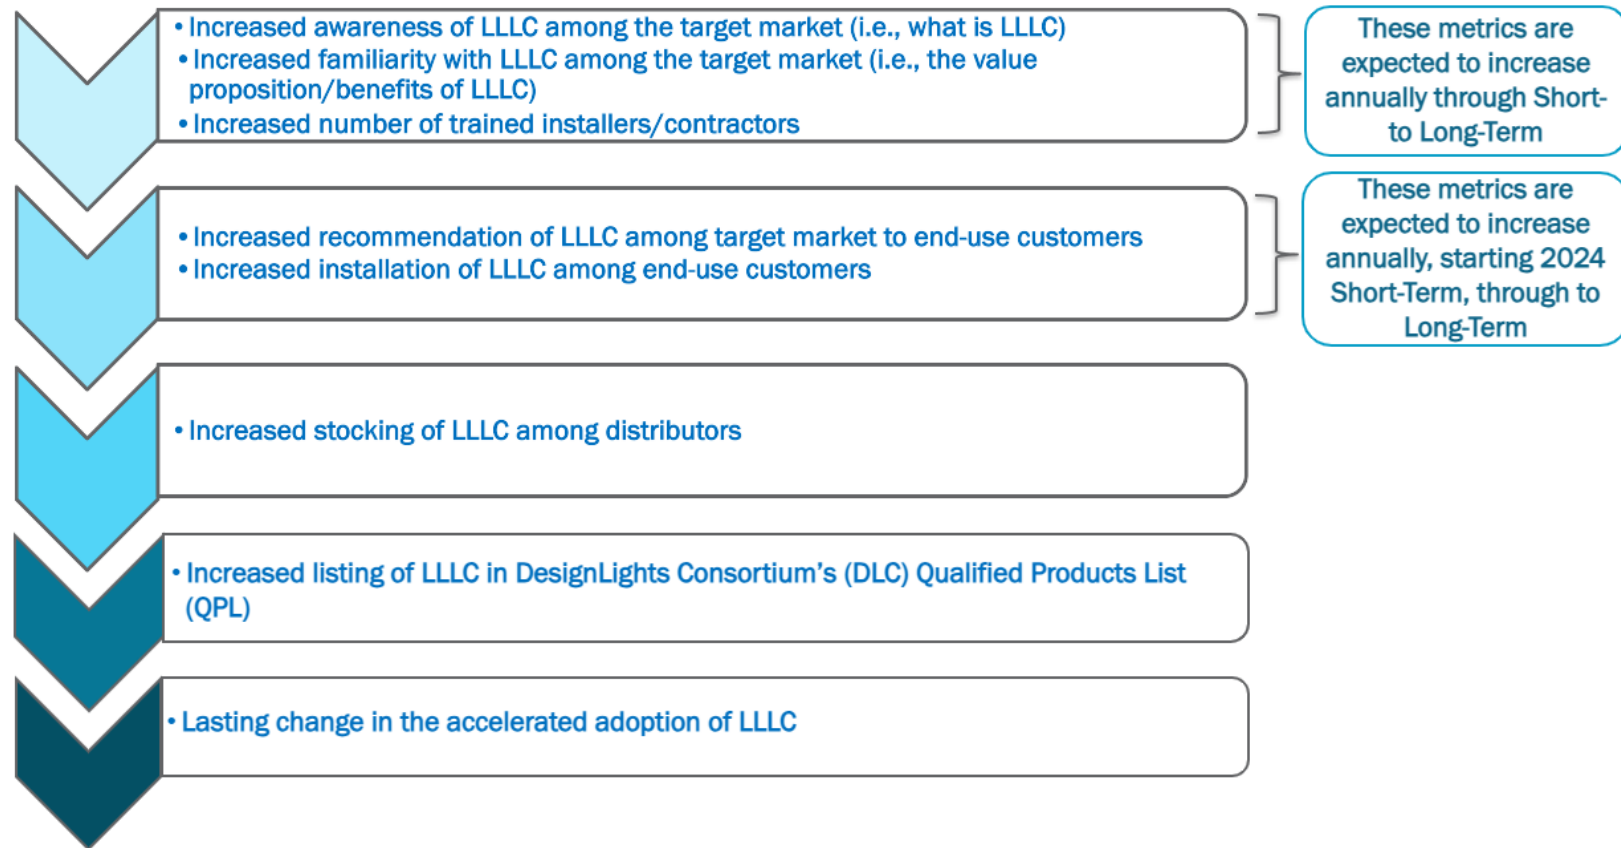 • Increased awareness of LLLC among the target market (i.e., what is LLLC)
• Increased familiarity with LLLC among the target market (i.e., the value
proposition/benefits of LLLC)
• Increased number of trained installers/contractors
These metrics are
expected to increase
annually through Short-
to Long-Term
• Increased recommendation of LLLC among target market to end-use customers
• Increased installation of LLLC among end-use customers
These metrics are
expected to increase
annually, starting 2024
Short-Term, through to
Long-Term
• Increased stocking of LLLC among distributors
• Increased listing of LLLC in DesignLights Consortium's (DLC) Qualified Products List
(QPL)
• Lasting change in the accelerated adoption of LLLC